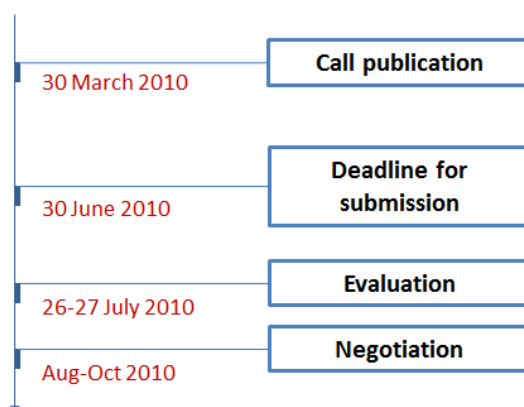 Call publication
30 March 2010
Deadline for
submission
30 June 2010
Evaluation
26-27 July 2010
Negotiation
Aug-Oct 2010